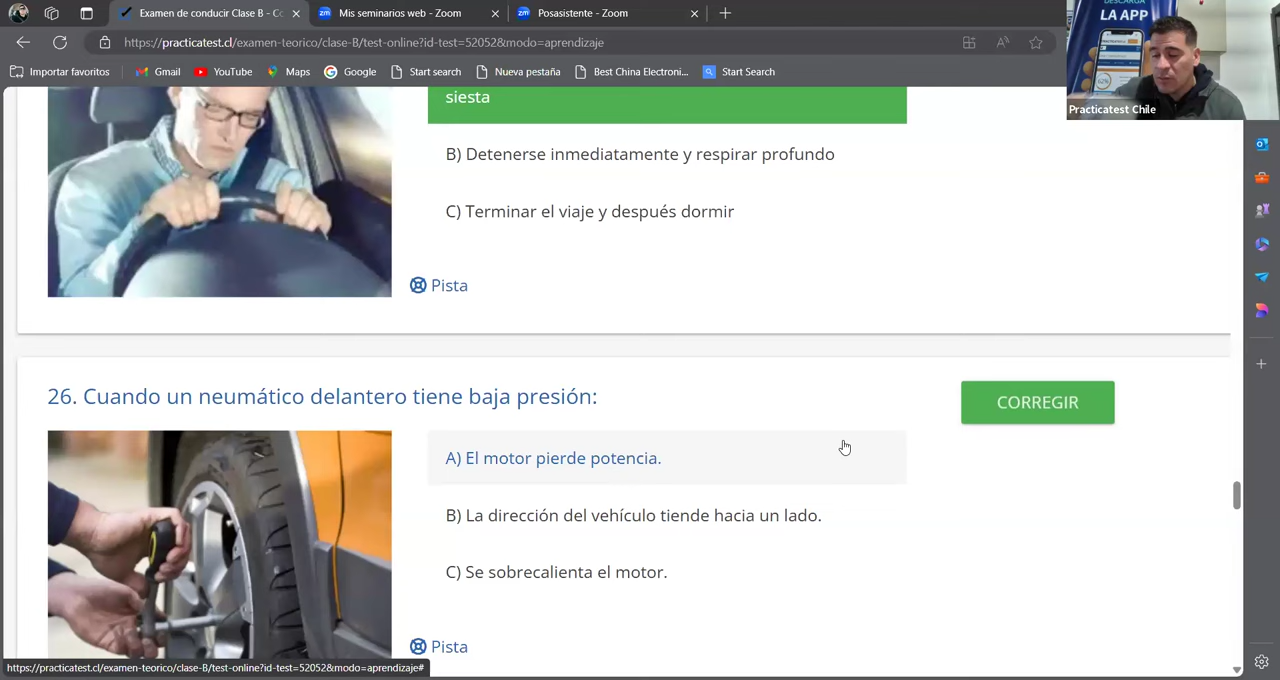 Examen de conducir Clase B - Cc
Mis seminarios web - Zoom
Posasistente - Zoom
https://practicatest.cl/examen-teorico/clase-B/test-online?id-test=52052&modo=aprendizaje
Importar favoritos
Gmail
YouTube
Maps
Google
Start search
Nueva pestaña
Best China Electroni...
Start Search
DESCARGA
LA APP
Practicatest Chile
siesta
B) Detenerse inmediatamente y respirar profundo
C) Terminar el viaje y después dormir
Pista
26. Cuando un neumático delantero tiene baja presión:
CORREGIR
A) El motor pierde potencia.
B) La dirección del vehículo tiende hacia un lado.
C) Se sobrecalienta el motor.
Pista
https://practicatest.cl/examen-teorico/clase-B/test-online?id-test=52052&modo=aprendizaje#